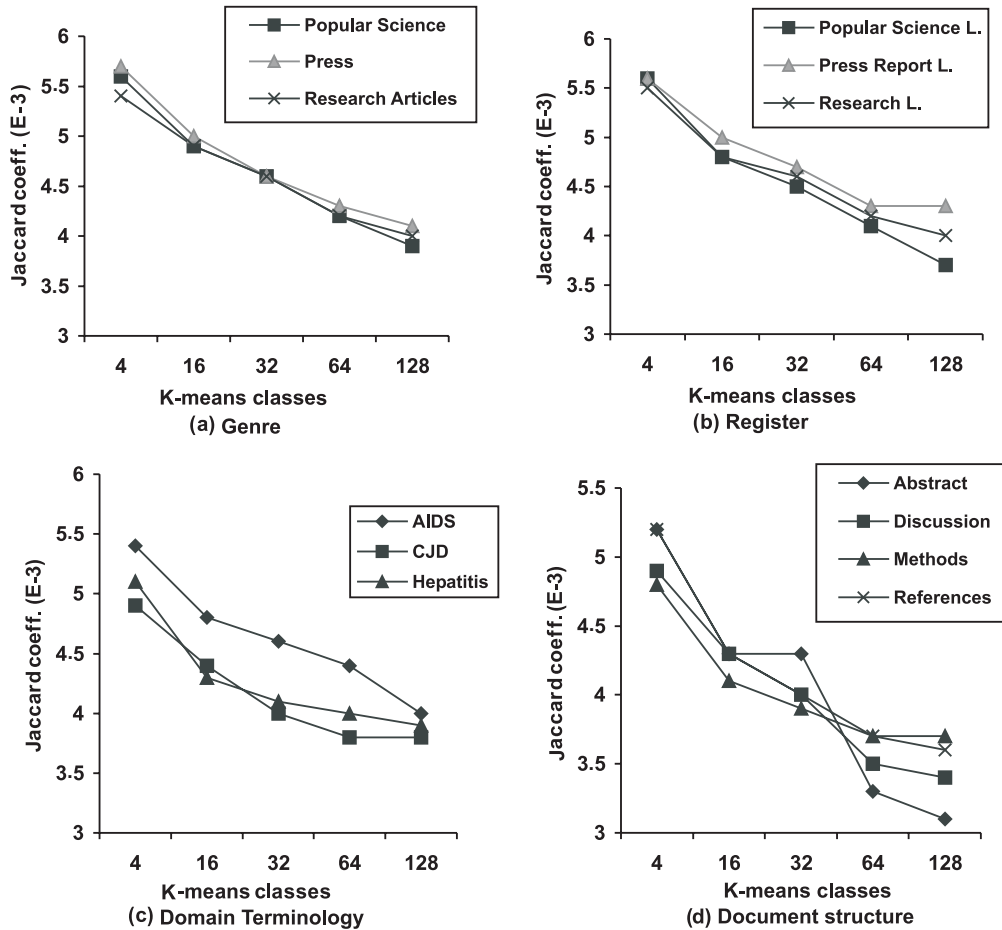 6
5.5
5
4.5
4
3.5
3
Jaccard coeff. (E-3)
Popular Science
Press
Research Articles
4 16 32 64 128
K-means classes
(a) Genre
6
5.5
5
4.5
4
3.5
3
Jaccard coeff. (E-3)
Popular Science L.
Press Report L.
Research L.
4 16 32 64 128
K-means classes
(b) Register
6
5.5
5
4.5
4
3.5
3
Jaccard coeff. (E-3)
AIDS
CJD
Hepatitis
4 16 32 64 128
K-means classes
(c) Domain Terminology
6
5.5
5
4.5
4
3.5
3
Jaccard coeff. (E-3)
Abstract
Discussion
Methods
References
4 16 32 64 128
K-means classes
(d) Document structure